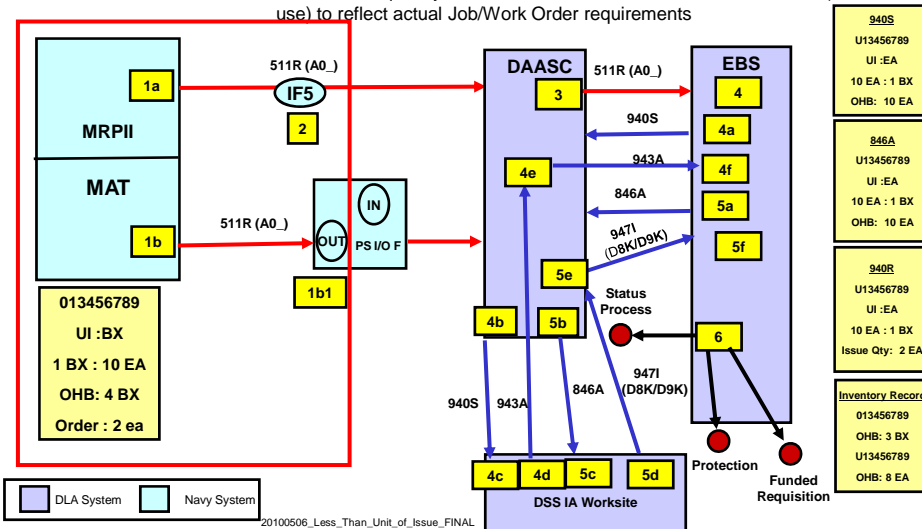 use) to reflect actual Job/Work Order requirements
MRPII
1a
MAT
1b
511R (A0_)
IF5
2
511R (A0_)
IN
OUT
PS I/O F
1b1
013456789
UI :BX
1 BX : 10 EA
OHB: 4 BX
Order : 2 ea
DAASC
3
4e
5e
4b
5b
511R (A0_)
940S
943A
846A
947I
(D8K/D9K)
EBS
4
4a
4f
5a
5f
6
Status
Process
940S
943A
846A
947I
(D8K/D9K)
Protection
Funded
Requisition
4c
4d
5c
5d
DSS IA Worksite
940S
U13456789
UI :EA
10 EA : 1 BX
OHB: 10 EA
846A
U13456789
UI :EA
10 EA : 1 BX
OHB: 10 EA
940R
U13456789
UI :EA
10 EA : 1 BX
Issue Qty: 2 EA
Inventory Record
013456789
OHB: 3 BX
U13456789
OHB: 8 EA
DLA System
Navy System
20100506_Less_Than_Unit_of_Issue_FINAL